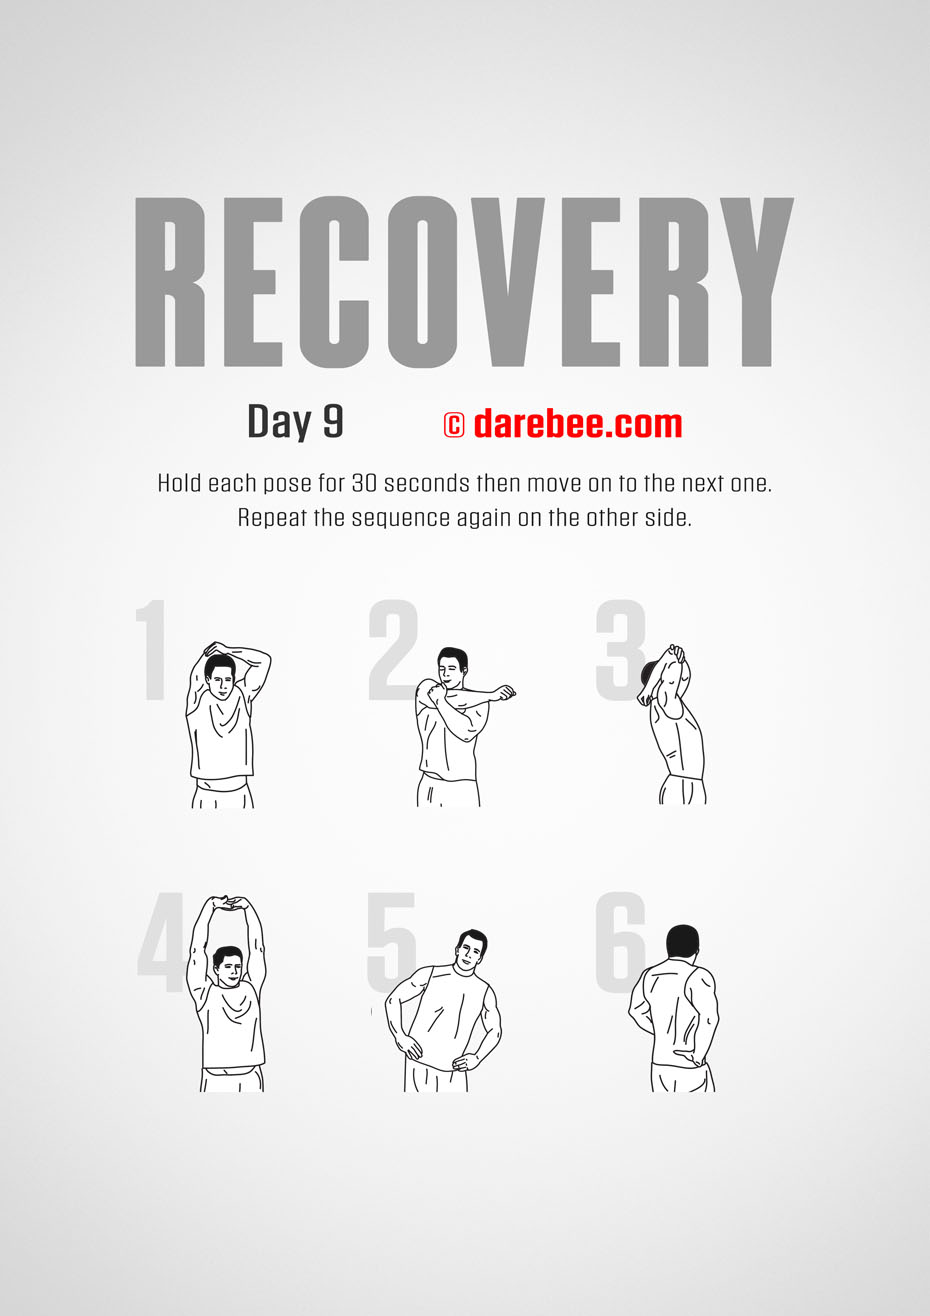 RECOVERY
Day 9 © darebee.com
Hold each pose for 30 seconds then move on to the next one.
Repeat the sequence again on the other side.
1 2 3
4 5 6